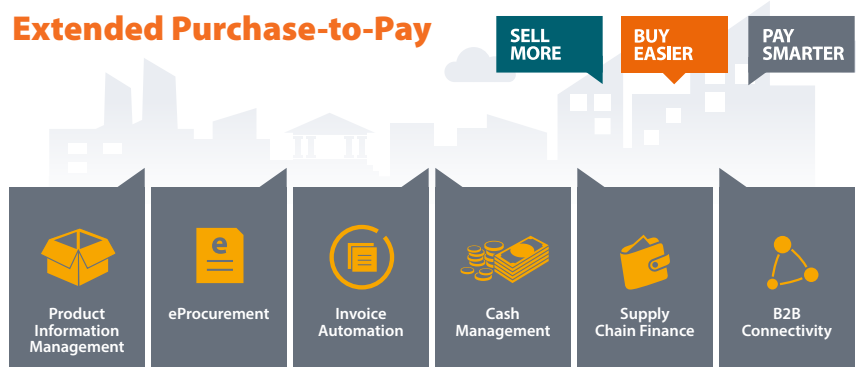 Extended Purchase-to-Pay
SELL
MORE
BUY
EASIER
PAY
SMARTER
e
Product
Information
Management
eProcurement
Invoice
Automation
Cash
Management
Supply
Chain Finance
B2B
Connectivity